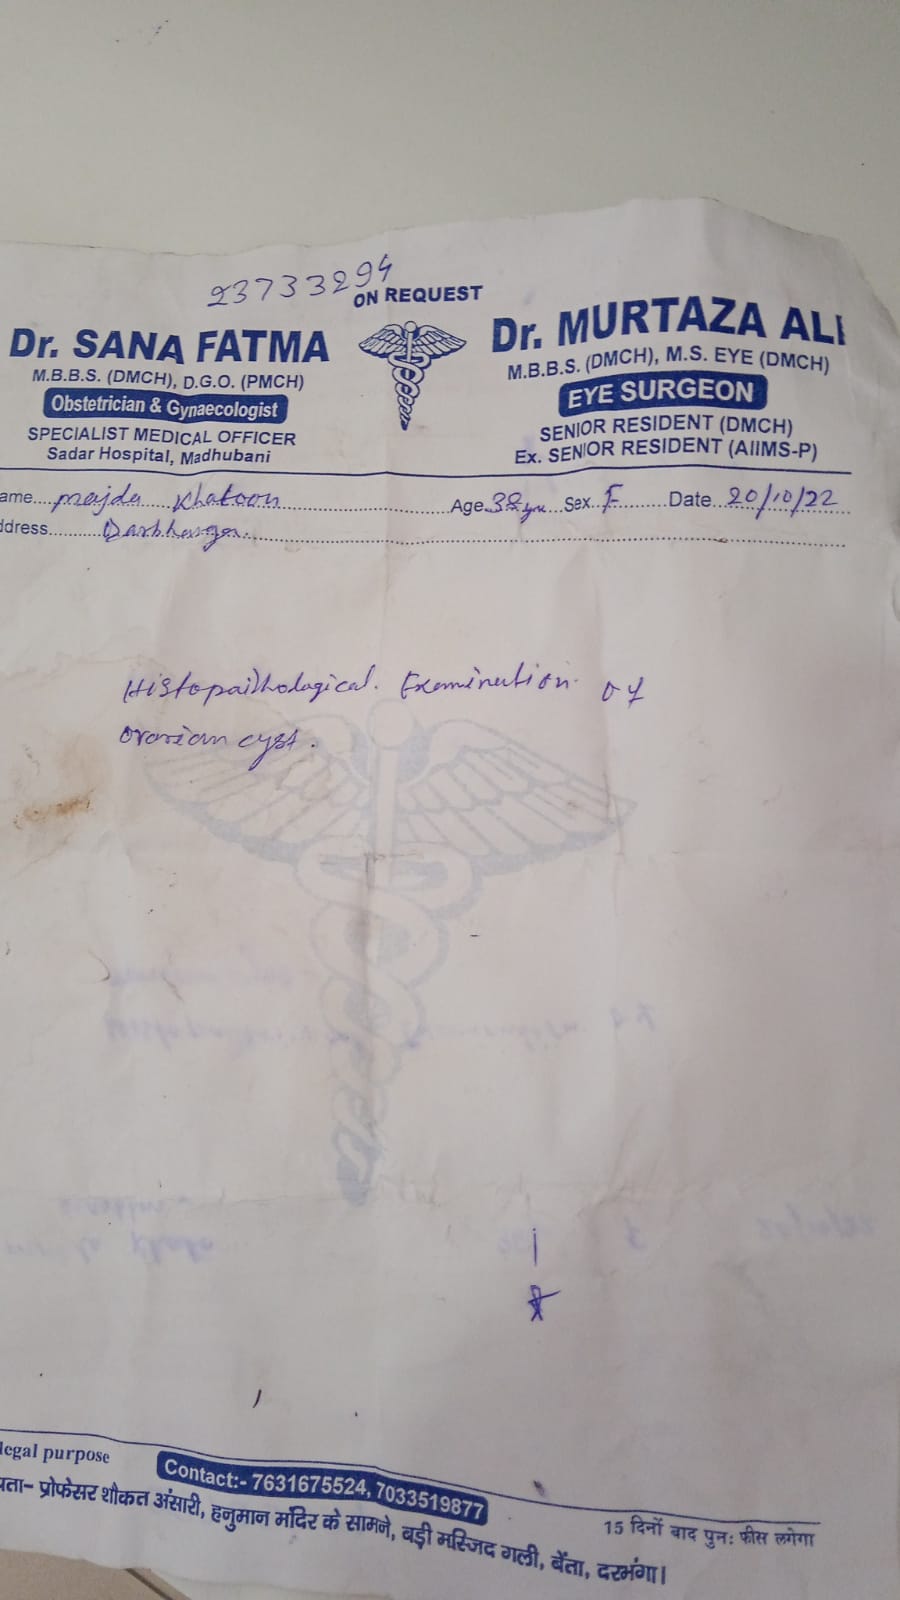 23733294
ON REQUEST
Dr. SANA FATMA
M.B.B.S. (DMCH), D.G.O. (PMCH)
Obstetrician & Gynaecologist
SPECIALIST MEDICAL OFFICER
Sadar Hospital, Madhubani
Dr. MURTAZA ALI
M.B.B.S. (DMCH), M.S. EYE (DMCH)
EYE SURGEON
SENIOR RESIDENT (DMCH)
Ex. SENIOR RESIDENT (AIIMS-P)
ame.... majda Khatoon Age 38 yrs Sex F Date 20/10/22
ddress Darbhanga
Histopathological. Examination of
ovarian cyst.
legal purpose
Contact:- 7631675524, 7033519877
15 दिनों बाद पुन: फीस लगेगा
पता- प्रोफेसर शौकत अंसारी, हनुमान मंदिर के सामने, बड़ी मस्जिद गली, बेंता, दरभंगा।